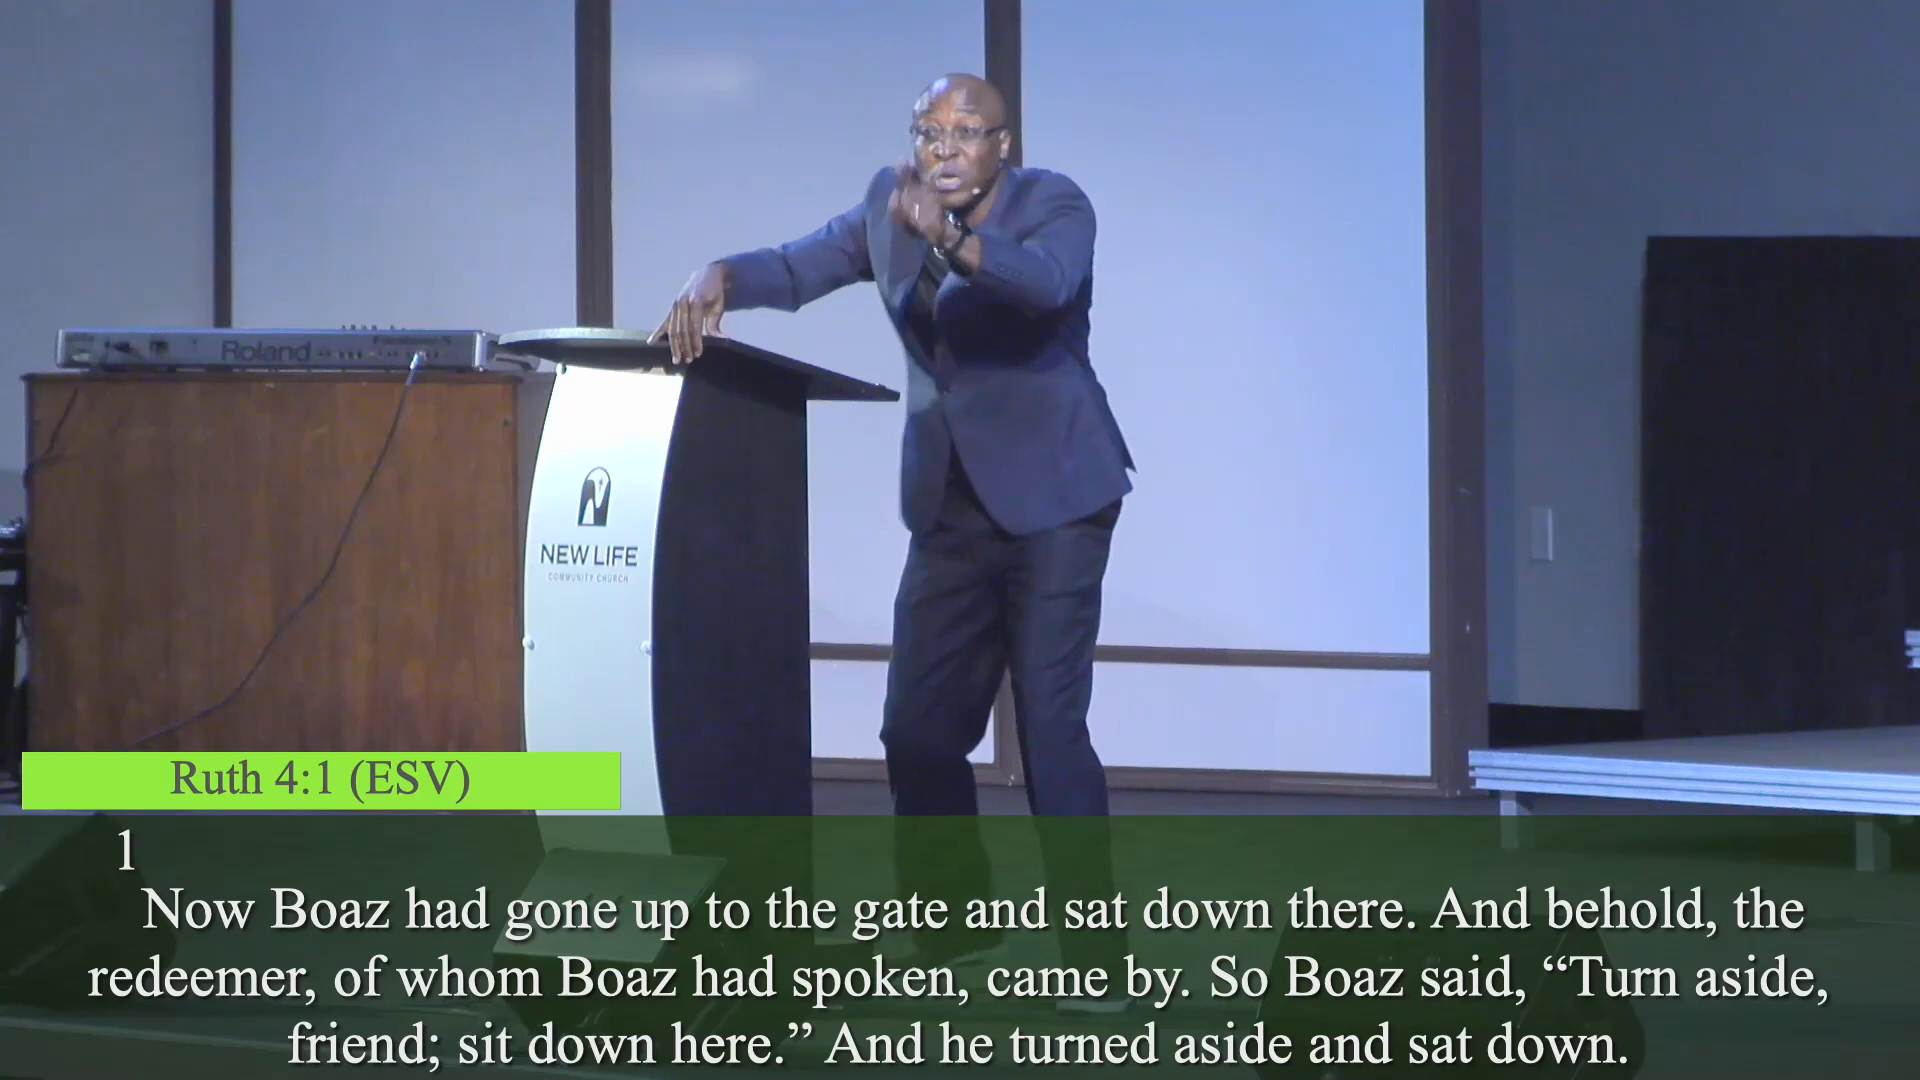 Roland
NEW LIFE
COMMUNITY CHURCH
Ruth 4:1 (ESV)
1
Now Boaz had gone up to the gate and sat down there. And behold, the
redeemer, of whom Boaz had spoken, came by. So Boaz said, “Turn aside,
friend; sit down here.” And he turned aside and sat down.